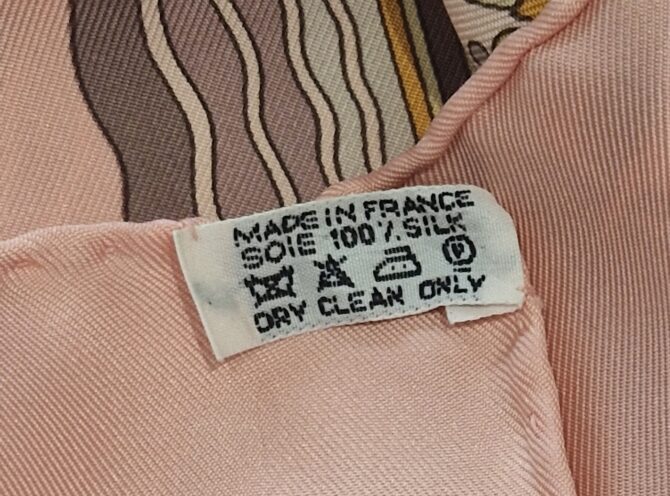 MADE IN FRANCE
SOIE 100% SILK
P
DRY CLEAN ONLY